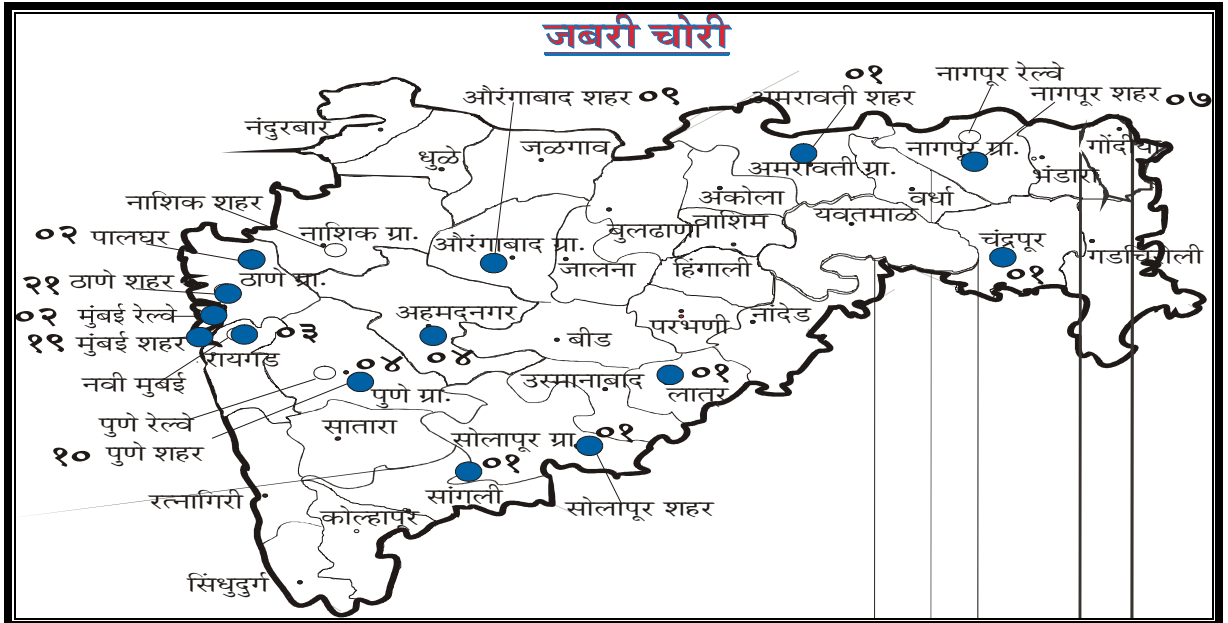 जबरी चोरी
०१
नागपूर रेल्वे
औरंगाबाद शहर ०९
अमरावती शहर
नागपूर शहर ०७
नंदुरबार
धुळे
जळगाव
अमरावती ग्रा.
नागपूर ग्रा.
गोंदीया
भंडारा
नाशिक शहर
अंकोला
वर्धा
०२ पालघर
नाशिक ग्रा.
औरंगाबाद ग्रा.
बुलढाणा
वाशिम
यवतमाळ
चंद्रपूर
०१
गडचिरोली
२१ ठाणे शहर
ठाणे ग्रा.
जालना
हिंगाली
०२ मुंबई रेल्वे
०३
अहमदनगर
०४
परभणी
नांदेड
१९ मुंबई शहर
रायगड
बीड
नवी मुबई
०४
पुणे ग्रा.
उस्मानाबाद
०१
लातर
पुणे रेल्वे
सातारा
१० पुणे शहर
सोलापूर ग्रा.
०१
०१
सांगली
रत्नागिरी
कोल्हापूर
सोलापूर शहर
सिंधुदुर्ग